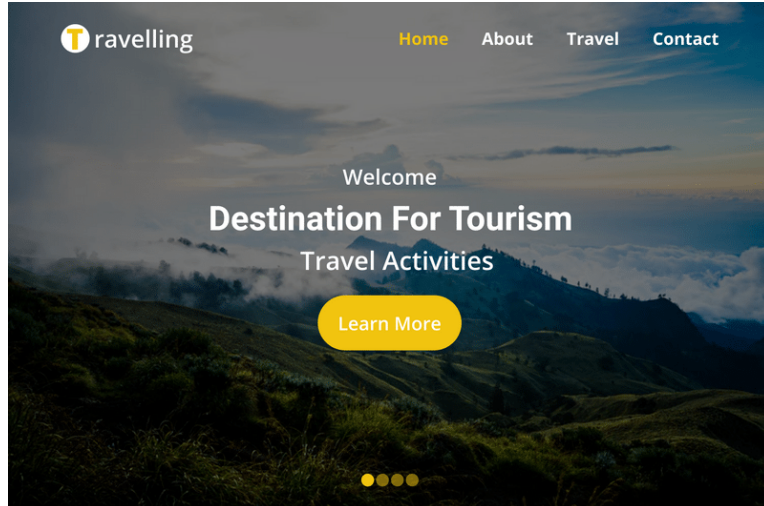 Travelling
Home About Travel Contact
Welcome
Destination For Tourism
Travel Activities
Learn More